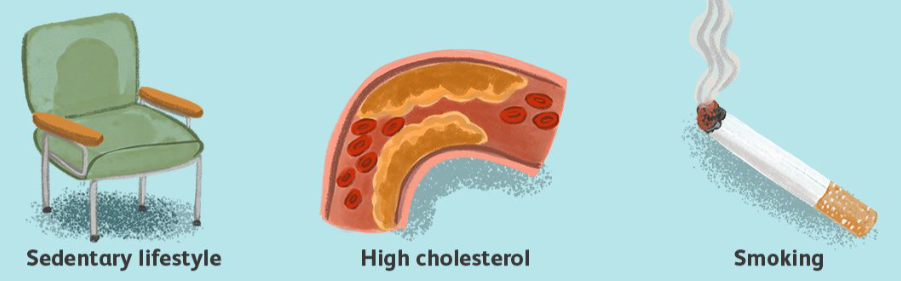 Sedentary lifestyle
High cholesterol
Smoking